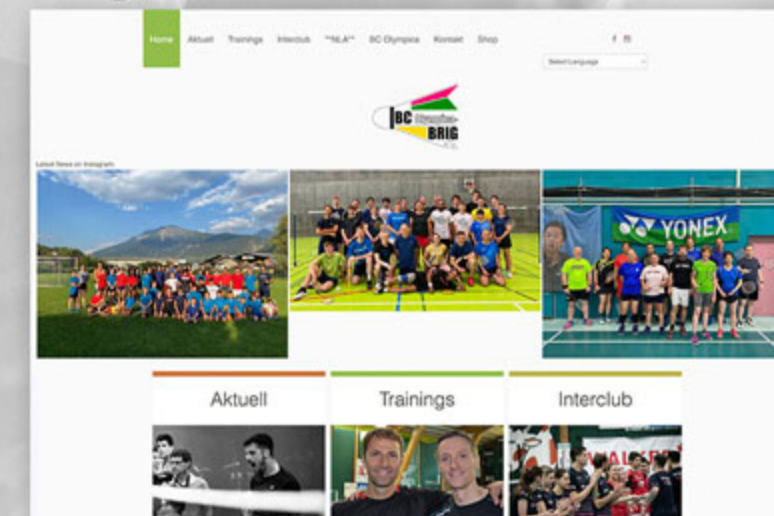 Home Aktuell Trainings Interclub **NLA** BC Olympica Kontakt Shop
Select Language
BC Olympica-
BRIG
Latest News on Instagram
YONEX
Aktuell Trainings Interclub